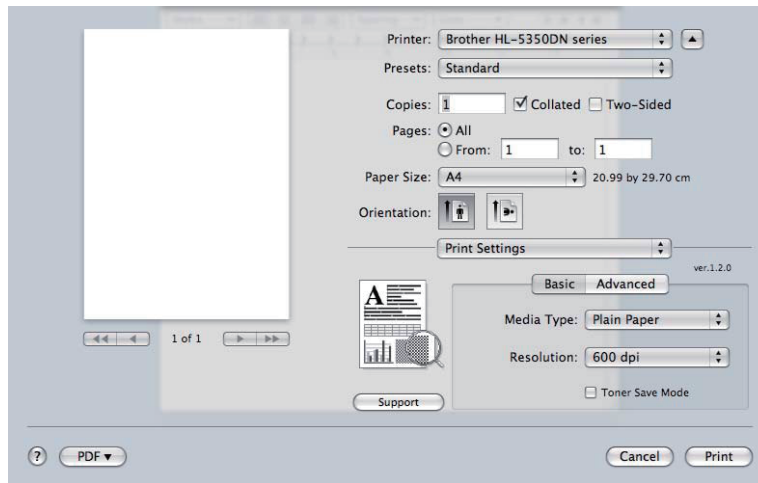 Printer: Brother HL-5350DN series
Presets: Standard
Copies: 1 Collated Two-Sided
Pages: All
From: 1 to: 1
Paper Size: A4 20.99 by 29.70 cm
Orientation:
Print Settings
ver.1.2.0
Basic Advanced
A
Media Type: Plain Paper
1 of 1
Resolution: 600 dpi
Toner Save Mode
Support
? PDF▼ Cancel Print